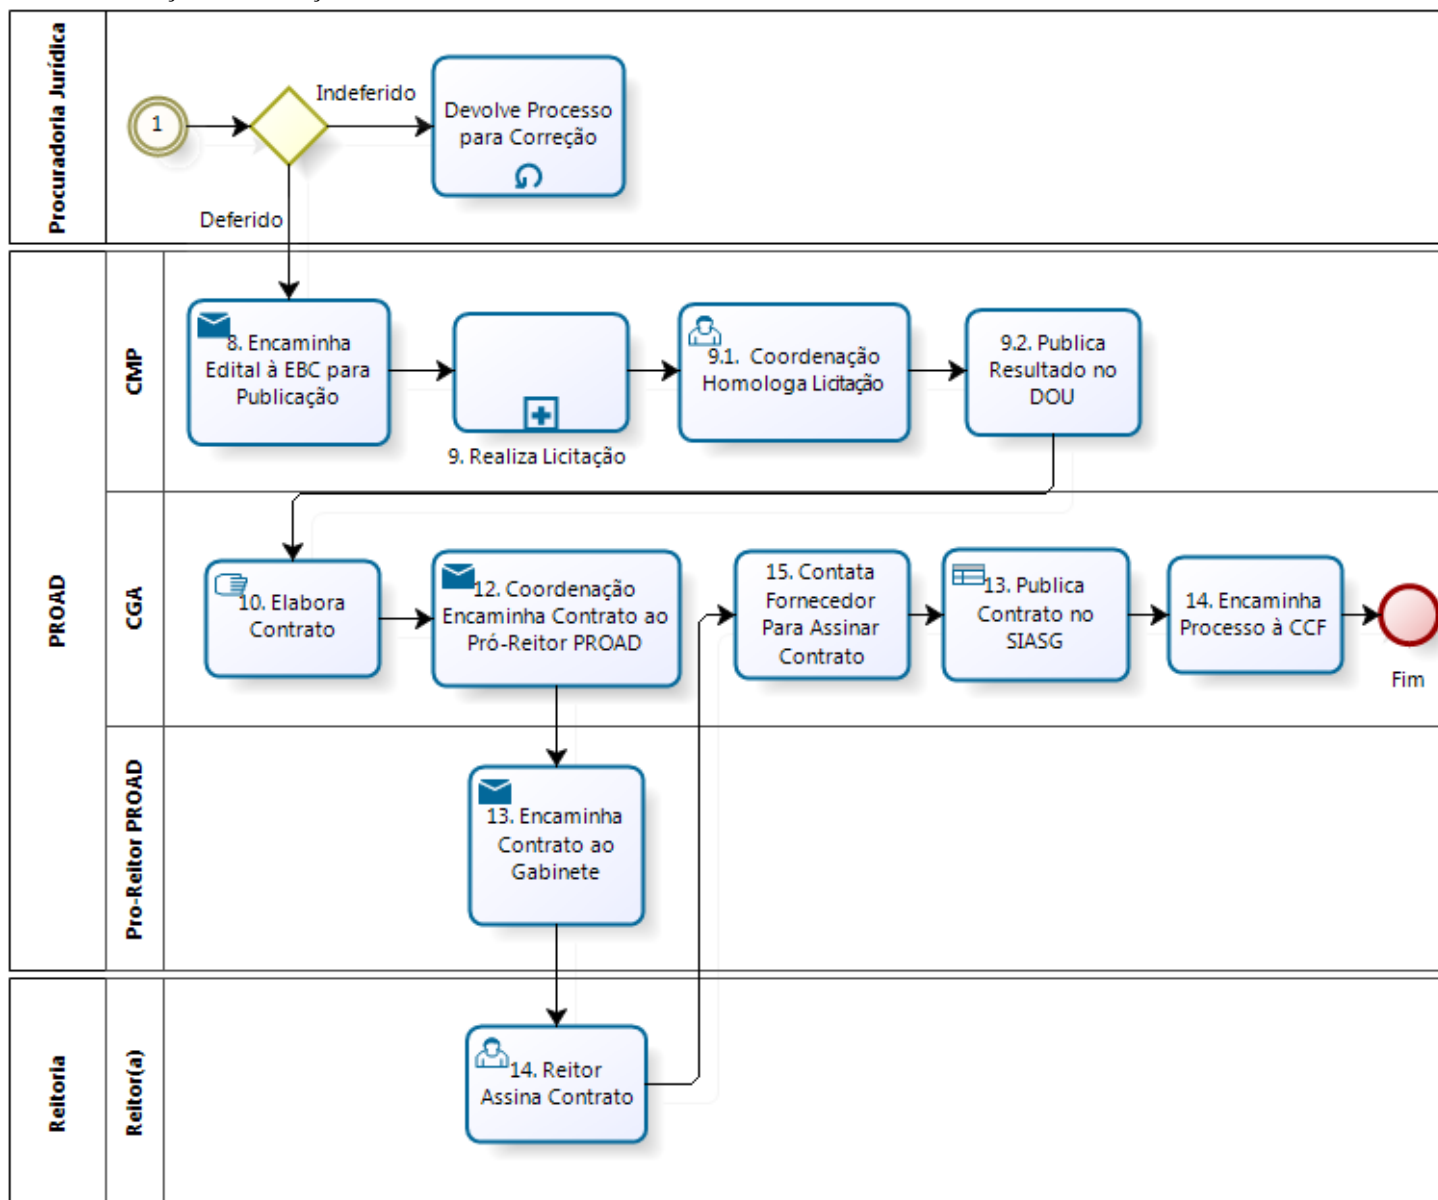 Procuradoria Jurídica
1
Indeferido
Devolve Processo
para Correção
Deferido
PROAD
CMP
8. Encaminha
Edital à EBC para
Publicação
9. Realiza Licitação
9.1. Coordenação
Homologa Licitação
9.2. Publica
Resultado no
DOU
CGA
10. Elabora
Contrato
12. Coordenação
Encaminha Contrato ao
Pró-Reitor PROAD
15. Contata
Fornecedor
Para Assinar
Contrato
13. Publica
Contrato no
SIASG
14. Encaminha
Processo à CCF
Fim
Pro-Reitor PROAD
13. Encaminha
Contrato ao
Gabinete
Reitoria
Reitor(a)
14. Reitor
Assina Contrato